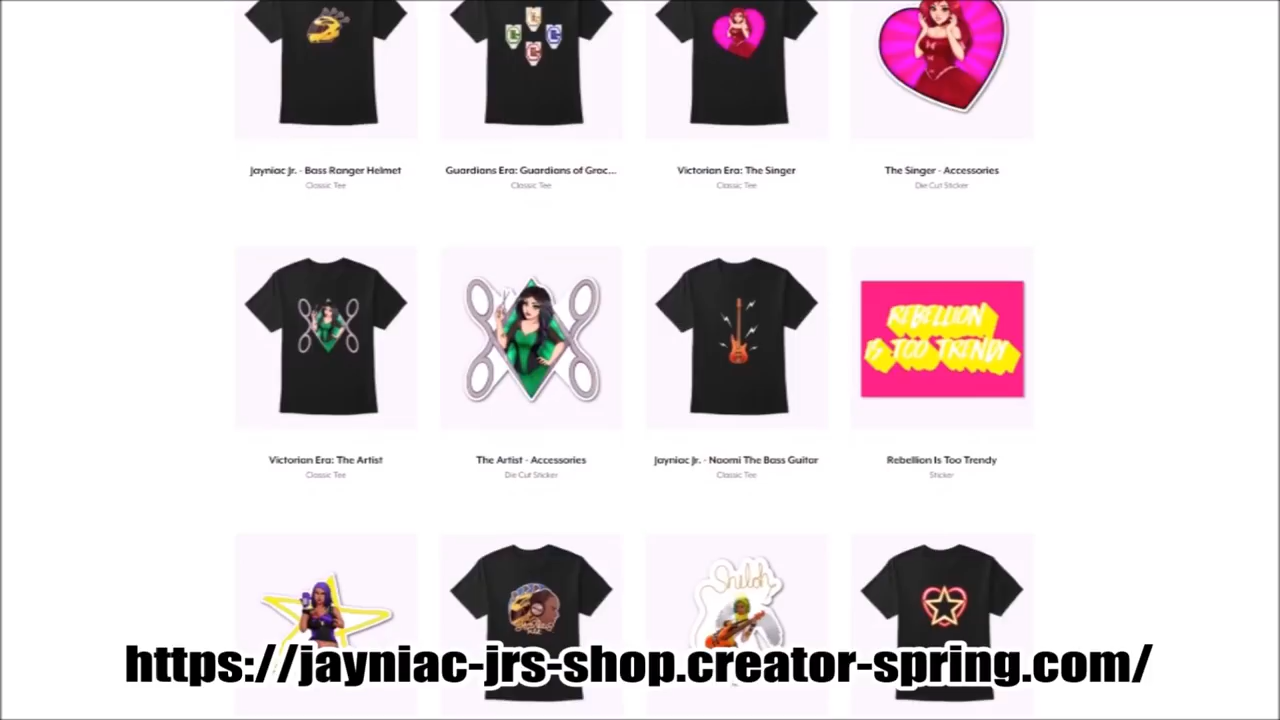 Jayniac Jr. - Bass Ranger Helmet
Classic Tee
Guardians Era: Guardians of Groc...
Classic Tee
Victorian Era: The Singer
Classic Tee
The Singer - Accessories
Die Cut Sticker
REBELLION
IS TOO TRENDY
Victorian Era: The Artist
Classic Tee
The Artist - Accessories
Die Cut Sticker
Jayniac Jr. - Naomi The Bass Guitar
Classic Tee
Rebellion Is Too Trendy
Sticker
Shiloh
https://jayniac-jrs-shop.creator-spring.com/